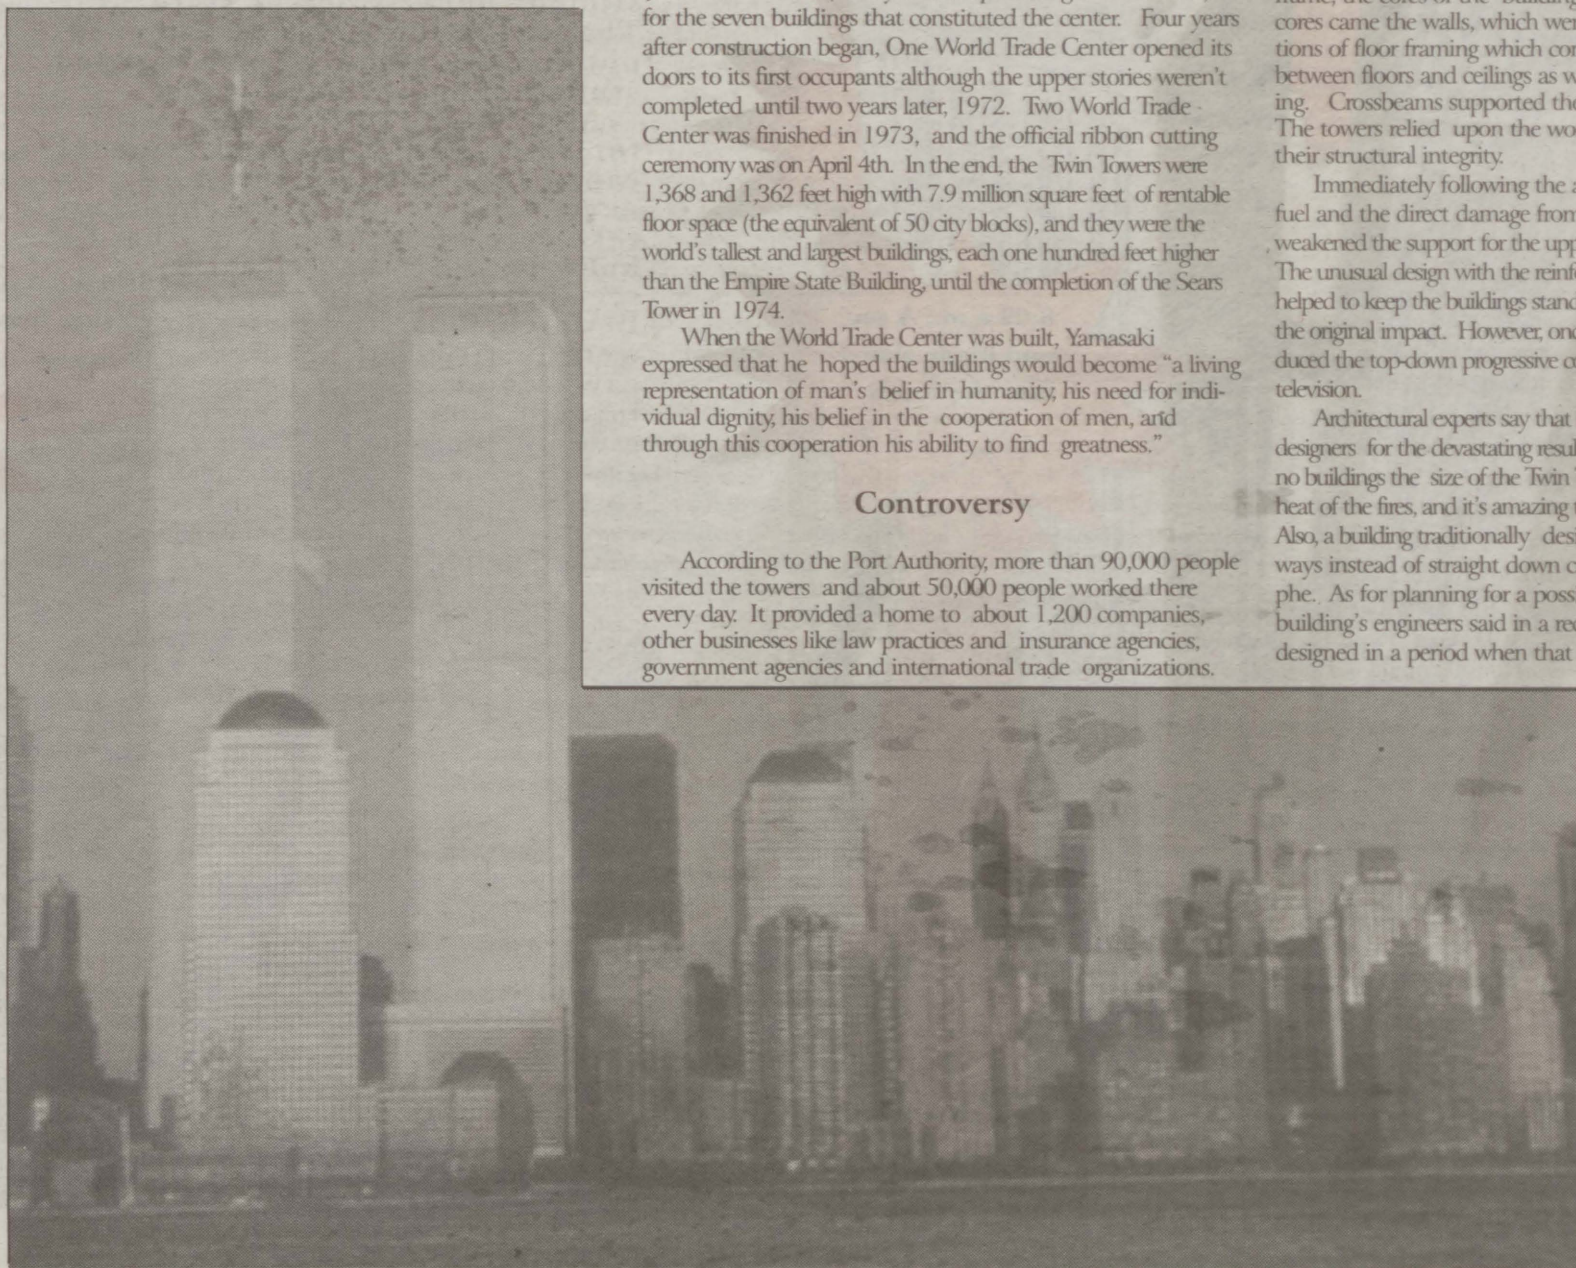 for the seven buildings that constituted the center. Four years
after construction began, One World Trade Center opened its
doors to its first occupants although the upper stories weren't
completed until two years later, 1972. Two World Trade
Center was finished in 1973, and the official ribbon cutting
ceremony was on April 4th. In the end, the Twin Towers were
1,368 and 1,362 feet high with 7.9 million square feet of rentable
floor space (the equivalent of 50 city blocks), and they were the
world's tallest and largest buildings, each one hundred feet higher
than the Empire State Building, until the completion of the Sears
Tower in 1974.
When the World Trade Center was built, Yamasaki
expressed that he hoped the buildings would become “a living
representation of man's belief in humanity, his need for indi-
vidual dignity, his belief in the cooperation of men, and
through this cooperation his ability to find greatness.”
Controversy
According to the Port Authority, more than 90,000 people
visited the towers and about 50,000 people worked there
every day. It provided a home to about 1,200 companies,
other businesses like law practices and insurance agencies,
government agencies and international trade organizations.
cores came the walls, which wer
tions of floor framing which con
between floors and ceilings as w
ing. Crossbeams supported the
The towers relied upon the wo
their structural integrity.
Immediately following the a
fuel and the direct damage from
weakened the support for the upp
The unusual design with the reinf
helped to keep the buildings stand
the original impact. However, onc
duced the top-down progressive c
television.
Architectural experts say that
designers for the devastating resul
no buildings the size of the Twin
heat of the fires, and it's amazing t
Also, a building traditionally desi
ways instead of straight down c
phe. As for planning for a poss
building's engineers said in a rec
designed in a period when that